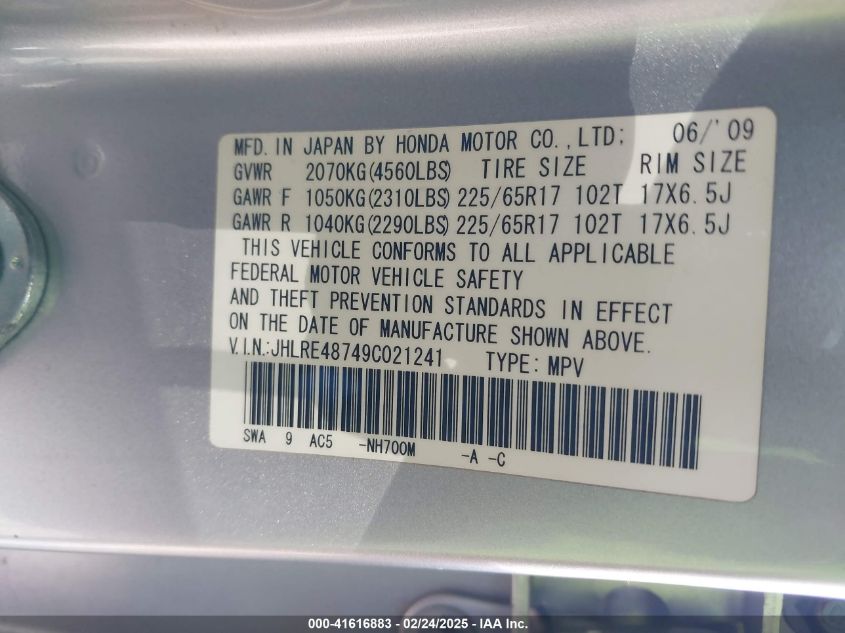 MFD. IN JAPAN BY HONDA MOTOR CO., LTD: 06/'09
GVWR 2070KG(4560LBS) TIRE SIZE RIM SIZE
GAWR F 1050KG(2310LBS) 225/65R17 102T 17X6.5J
GAWR R 1040KG(2290LBS) 225/65R17 102T 17X6.5J
THIS VEHICLE CONFORMS TO ALL APPLICABLE
FEDERAL MOTOR VEHICLE SAFETY
AND THEFT PREVENTION STANDARDS IN EFFECT
ON THE DATE OF MANUFACTURE SHOWN ABOVE.
V.I.N.:JHLRE48749C021241 TYPE: MPV
SWA 9 AC5 -NH700M -A -C
000-41616883 - 02/24/2025 - IAA Inc.